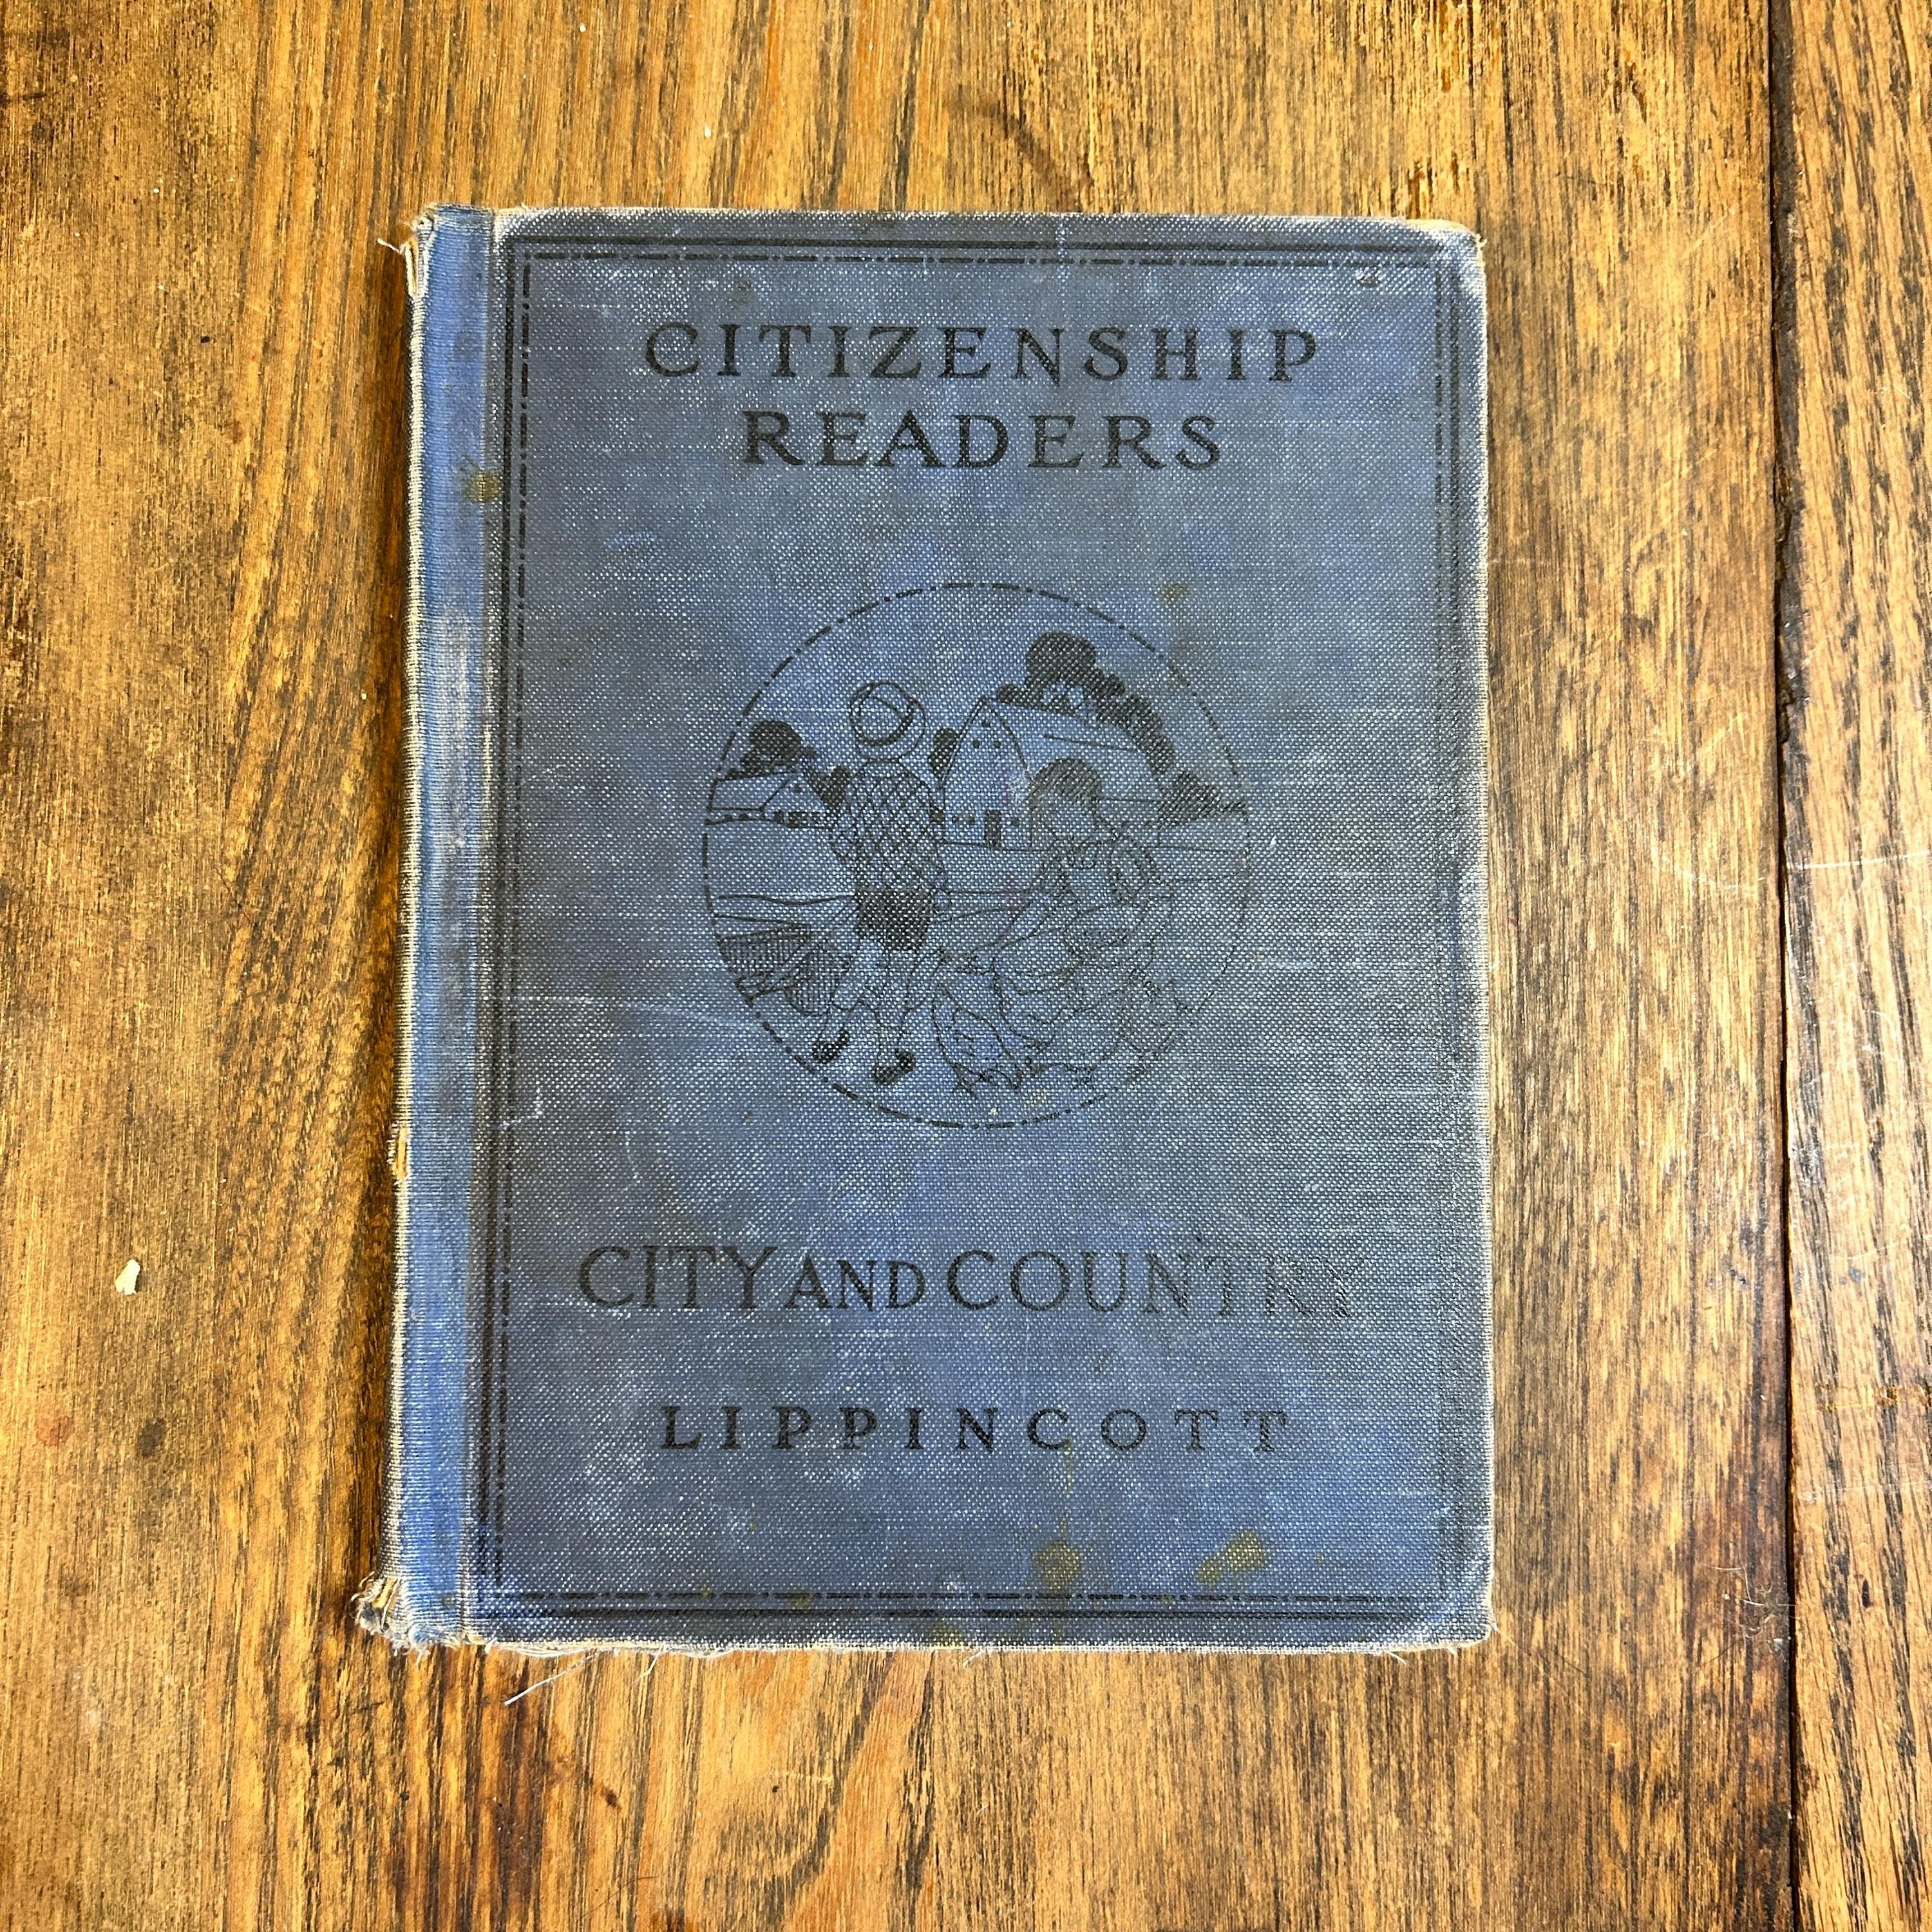 CITIZENSHIP
READERS
CITY AND COUNTRY
LIPPINCOTT